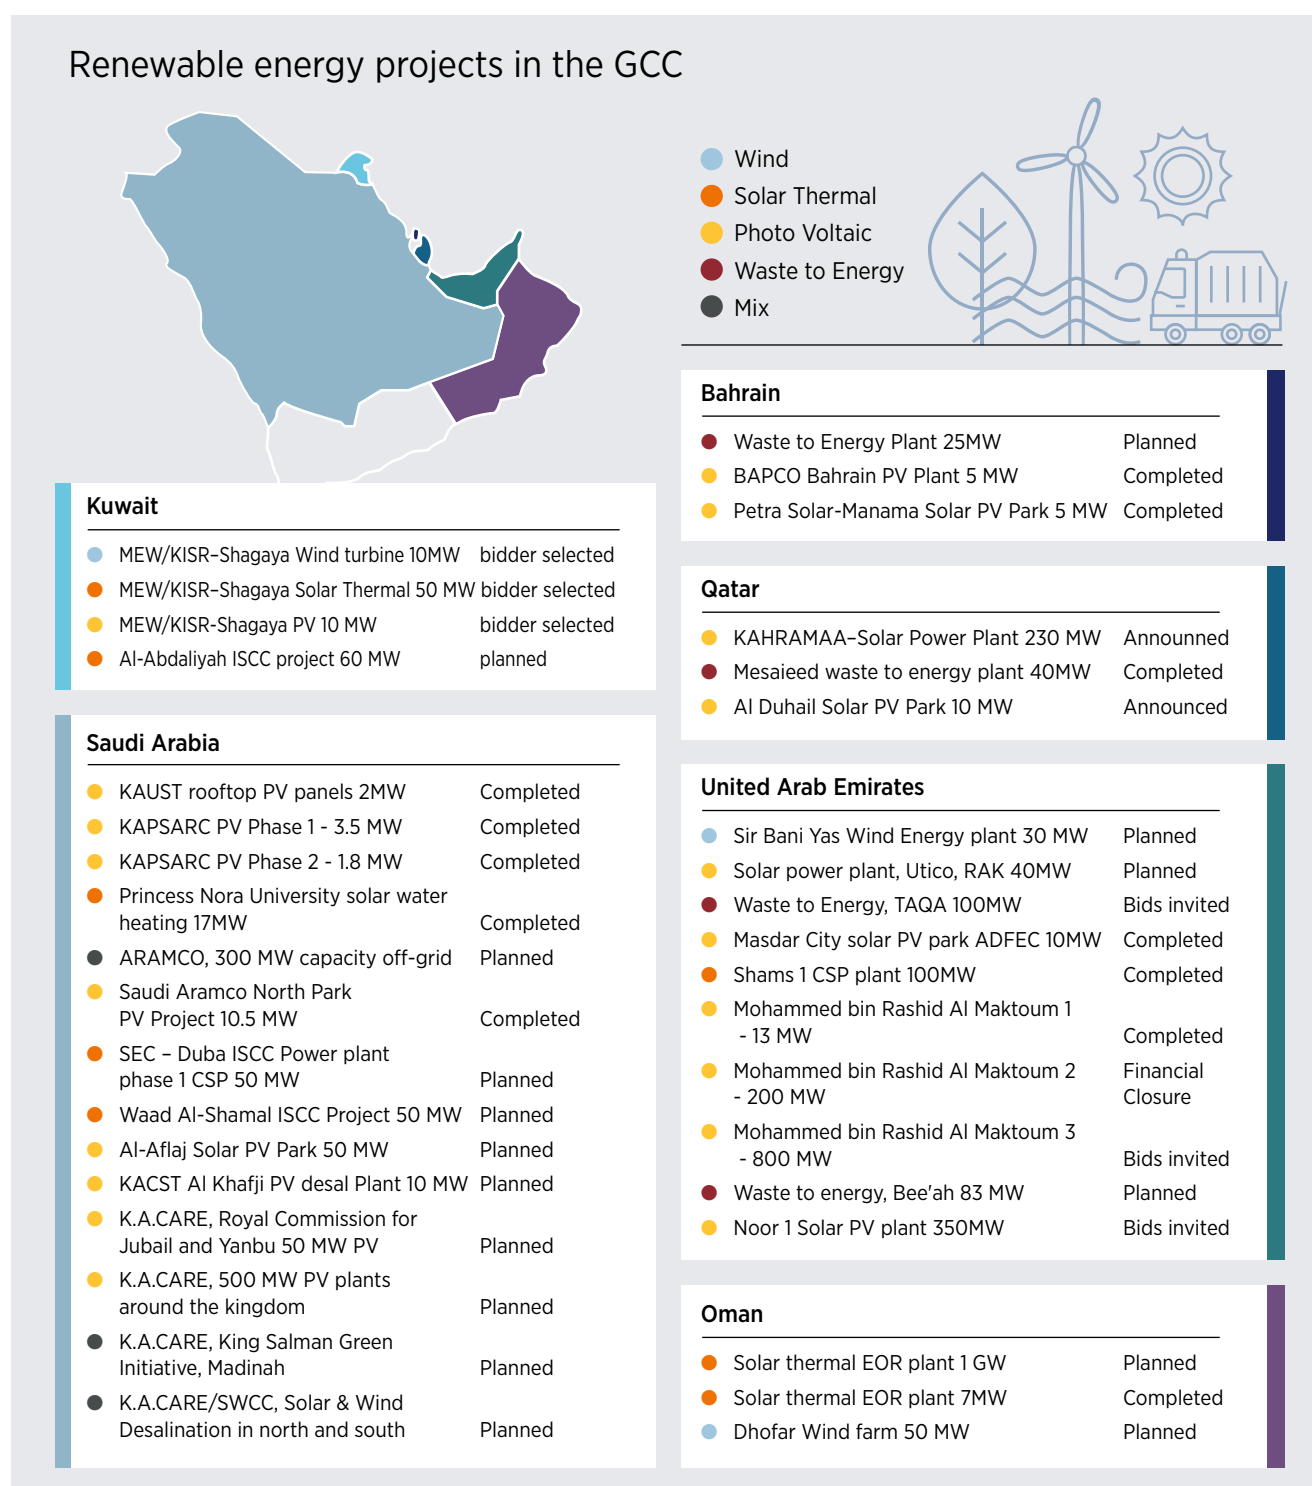 Renewable energy projects in the GCC
Wind
Solar Thermal
Photo Voltaic
Waste to Energy
Mix
Kuwait
MEW/KISR–Shagaya Wind turbine 10MW bidder selected
MEW/KISR–Shagaya Solar Thermal 50 MW bidder selected
MEW/KISR-Shagaya PV 10 MW bidder selected
Al-Abdaliyah ISCC project 60 MW planned
Saudi Arabia
KAUST rooftop PV panels 2MW Completed
KAPSARC PV Phase 1 - 3.5 MW Completed
KAPSARC PV Phase 2 - 1.8 MW Completed
Princess Nora University solar water
heating 17MW Completed
ARAMCO, 300 MW capacity off-grid Planned
Saudi Aramco North Park
PV Project 10.5 MW Completed
SEC – Duba ISCC Power plant
phase 1 CSP 50 MW Planned
Waad Al-Shamal ISCC Project 50 MW Planned
Al-Aflaj Solar PV Park 50 MW Planned
KACST Al Khafji PV desal Plant 10 MW Planned
K.A.CARE, Royal Commission for
Jubail and Yanbu 50 MW PV Planned
K.A.CARE, 500 MW PV plants
around the kingdom Planned
K.A.CARE, King Salman Green
Initiative, Madinah Planned
K.A.CARE/SWCC, Solar & Wind
Desalination in north and south Planned
Bahrain
Waste to Energy Plant 25MW Planned
BAPCO Bahrain PV Plant 5 MW Completed
Petra Solar-Manama Solar PV Park 5 MW Completed
Qatar
KAHRAMAA–Solar Power Plant 230 MW Announned
Mesaieed waste to energy plant 40MW Completed
Al Duhail Solar PV Park 10 MW Announced
United Arab Emirates
Sir Bani Yas Wind Energy plant 30 MW Planned
Solar power plant, Utico, RAK 40MW Planned
Waste to Energy, TAQA 100MW Bids invited
Masdar City solar PV park ADFEC 10MW Completed
Shams 1 CSP plant 100MW Completed
Mohammed bin Rashid Al Maktoum 1
- 13 MW Completed
Mohammed bin Rashid Al Maktoum 2 Financial
- 200 MW Closure
Mohammed bin Rashid Al Maktoum 3
- 800 MW Bids invited
Waste to energy, Bee'ah 83 MW Planned
Noor 1 Solar PV plant 350MW Bids invited
Oman
Solar thermal EOR plant 1 GW Planned
Solar thermal EOR plant 7MW Completed
Dhofar Wind farm 50 MW Planned